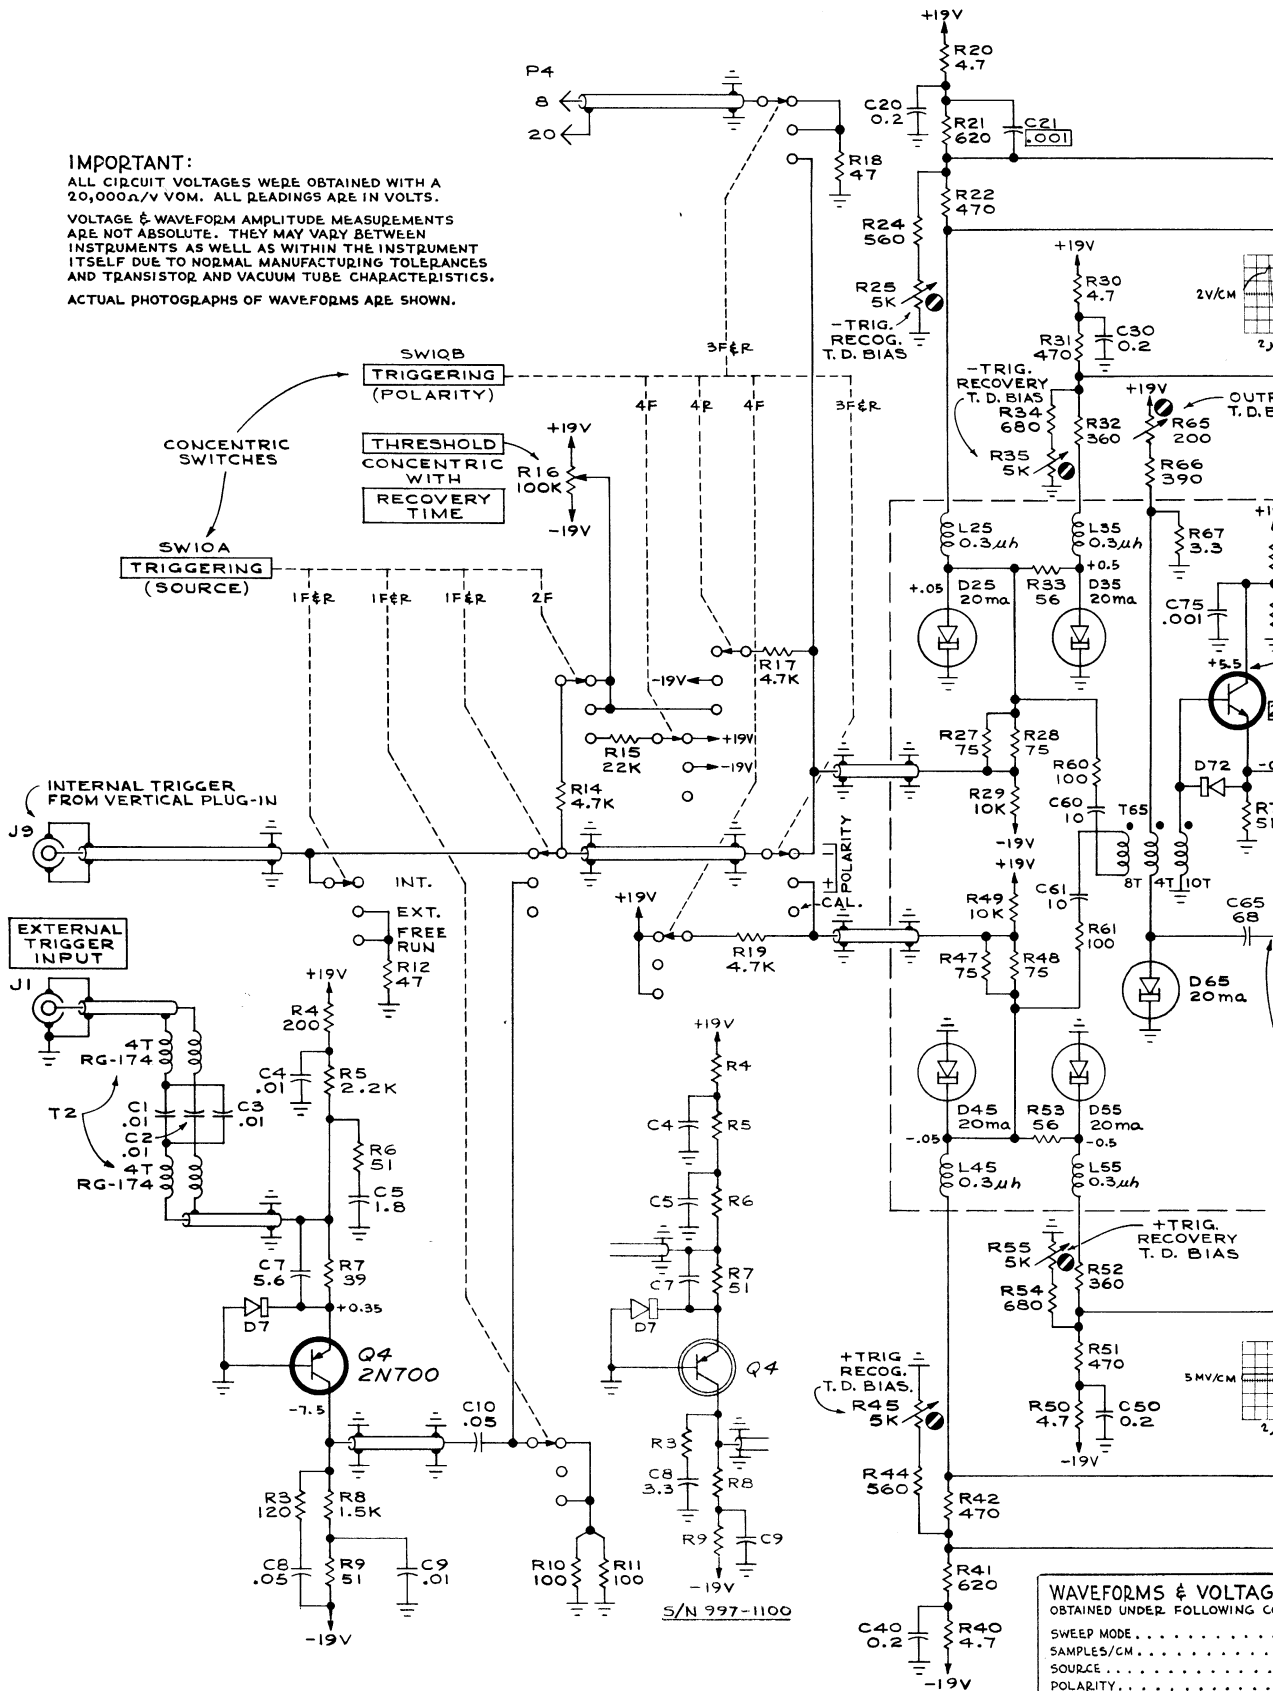 IMPORTANT:
ALL CIRCUIT VOLTAGES WERE OBTAINED WITH A
20,000Ω/V VOM. ALL READINGS ARE IN VOLTS.
VOLTAGE & WAVEFORM AMPLITUDE MEASUREMENTS
ARE NOT ABSOLUTE. THEY MAY VARY BETWEEN
INSTRUMENTS AS WELL AS WITHIN THE INSTRUMENT
ITSELF DUE TO NORMAL MANUFACTURING TOLERANCES
AND TRANSISTOR AND VACUUM TUBE CHARACTERISTICS.
ACTUAL PHOTOGRAPHS OF WAVEFORMS ARE SHOWN.
P4
8
20
R18
47
+19V
R20
4.7
C20
0.2
R21
620
C21
.001
R22
470
R24
560
R25
5K
-TRIG.
RECOG.
T.D. BIAS
+19V
R30
4.7
C30
0.2
R31
470
2V/CM
-TRIG.
RECOVERY
T.D. BIAS
R34
680
R32
360
R35
5K
+19V
R65
200
R66
390
R67
3.3
SW10B
TRIGGERING
(POLARITY)
3F&R
4F
4R
4F
3F&R
CONCENTRIC
SWITCHES
THRESHOLD
CONCENTRIC
WITH
RECOVERY
TIME
+19V
R16
100K
-19V
SW10A
TRIGGERING
(SOURCE)
1F&R
1F&R
1F&R
2F
L25
0.3µh
L35
0.3µh
+.05
D25
20ma
R33
56
+0.5
D35
20ma
C75
.001
+5.5
R17
4.7K
-19V
+19V
-19V
R15
22K
R14
4.7K
R27
75
R28
75
R29
10K
-19V
+19V
R60
100
C60
10
T65
8T
4T
10T
D72
INTERNAL TRIGGER
FROM VERTICAL PLUG-IN
J9
INT.
EXT.
FREE
RUN
R12
47
-
+
POLARITY
CAL.
+19V
R19
4.7K
R49
10K
C61
10
R61
100
R47
75
R48
75
C65
68
D65
20ma
EXTERNAL
TRIGGER
INPUT
J1
4T
RG-174
T2
C1
.01
C2
.01
C3
.01
4T
RG-174
+19V
R4
200
C4
.01
R5
2.2K
R6
51
C5
1.8
C7
5.6
R7
39
D7
+0.35
Q4
2N700
-7.5
C10
.05
R3
120
R8
1.5K
C8
.05
R9
51
C9
.01
-19V
R10
100
R11
100
+19V
R4
C4
R5
C5
R6
C7
R7
51
D7
Q4
R3
C8
3.3
R8
R9
C9
-19V
S/N 997-1100
D45
20ma
R53
56
D55
20ma
-.05
-0.5
L45
0.3µh
L55
0.3µh
+TRIG.
RECOVERY
T.D. BIAS
R55
5K
R52
360
R54
680
R51
470
R50
4.7
C50
0.2
-19V
+TRIG
RECOG.
T.D. BIAS.
R45
5K
R44
560
R42
470
R41
620
C40
0.2
R40
4.7
-19V
5MV/CM
WAVEFORMS & VOLTAG
OBTAINED UNDER FOLLOWING CO
SWEEP MODE
SAMPLES/CM
SOURCE
POLARITY